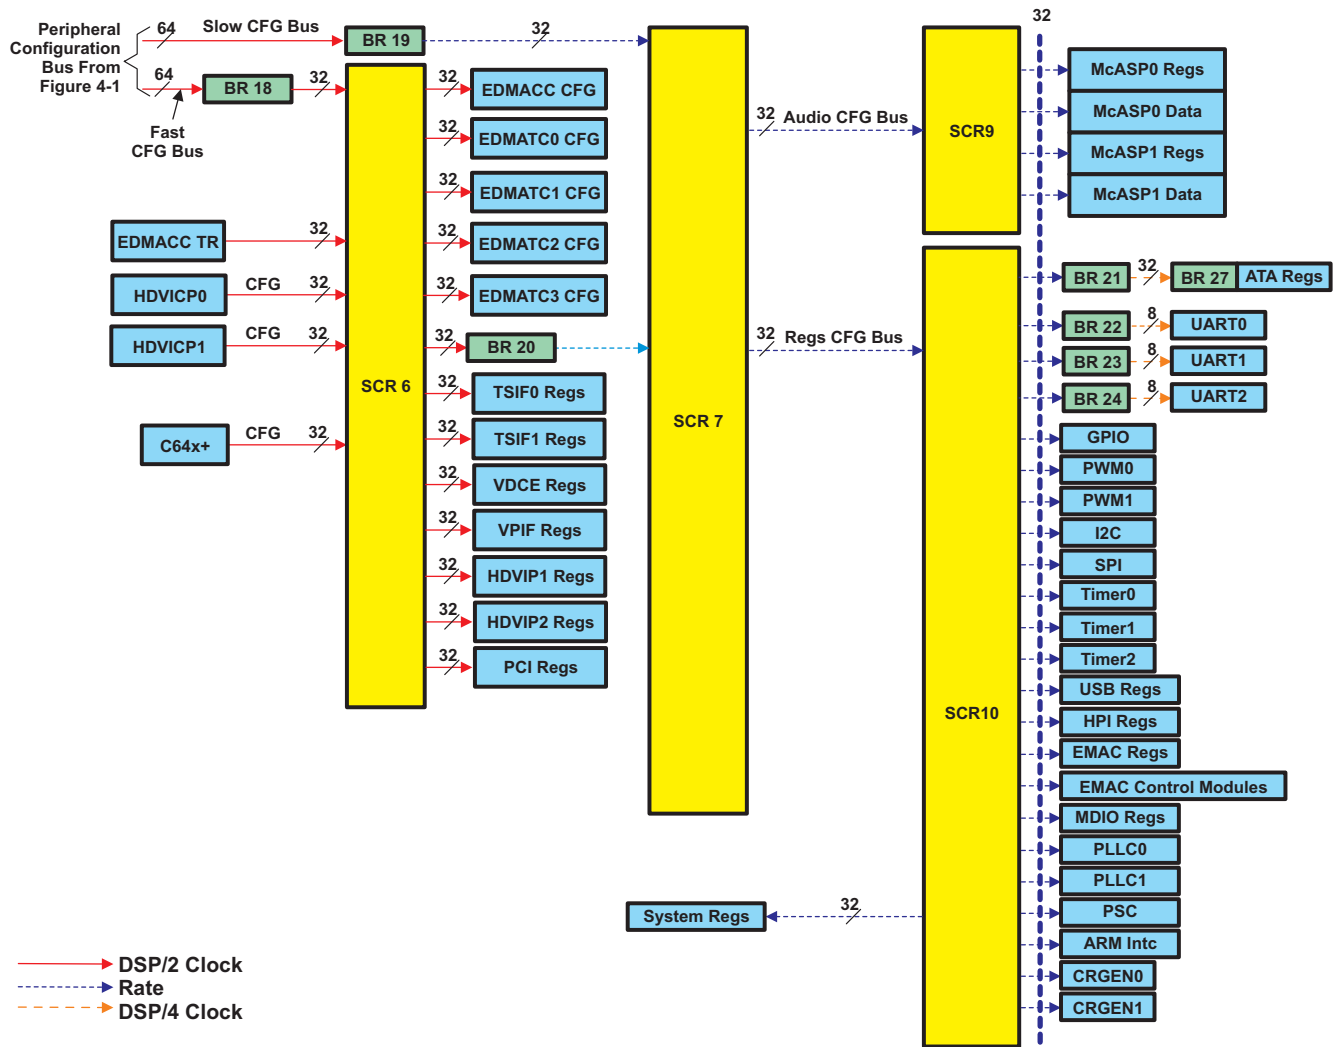 Peripheral
Configuration
Bus From
Figure 4-1
64
Slow CFG Bus
BR 19
32
64
BR 18
32
Fast
CFG Bus
EDMACC TR
32
HDVICP0
CFG
32
HDVICP1
CFG
32
C64x+
CFG
32
SCR 6
32
EDMACC CFG
32
EDMATC0 CFG
32
EDMATC1 CFG
32
EDMATC2 CFG
32
EDMATC3 CFG
32
BR 20
32
TSIF0 Regs
32
TSIF1 Regs
32
VDCE Regs
32
VPIF Regs
32
HDVIP1 Regs
32
HDVIP2 Regs
32
PCI Regs
SCR 7
32
Audio CFG Bus
SCR9
32
Regs CFG Bus
SCR10
32
System Regs
32
McASP0 Regs
McASP0 Data
McASP1 Regs
McASP1 Data
BR 21
32
BR 27
ATA Regs
BR 22
8
UART0
BR 23
8
UART1
BR 24
8
UART2
GPIO
PWM0
PWM1
I2C
SPI
Timer0
Timer1
Timer2
USB Regs
HPI Regs
EMAC Regs
EMAC Control Modules
MDIO Regs
PLLC0
PLLC1
PSC
ARM Intc
CRGEN0
CRGEN1
DSP/2 Clock
Rate
DSP/4 Clock